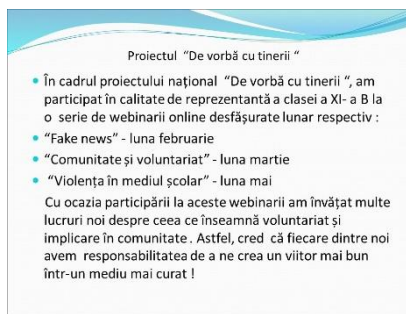 Proiectul “De vorbă cu tinerii “
• În cadrul proiectului național “De vorbă cu tinerii “, am
participat în calitate de reprezentantă a clasei a XI- a B la
o serie de webinarii online desfășurate lunar respectiv :
• “Fake news” - luna februarie
• “Comunitate și voluntariat” - luna martie
• “Violența în mediul școlar” - luna mai
Cu ocazia participării la aceste webinarii am învățat multe
lucruri noi despre ceea ce înseamnă voluntariat și
implicare în comunitate . Astfel, cred că fiecare dintre noi
avem responsabilitatea de a ne crea un viitor mai bun
într-un mediu mai curat !